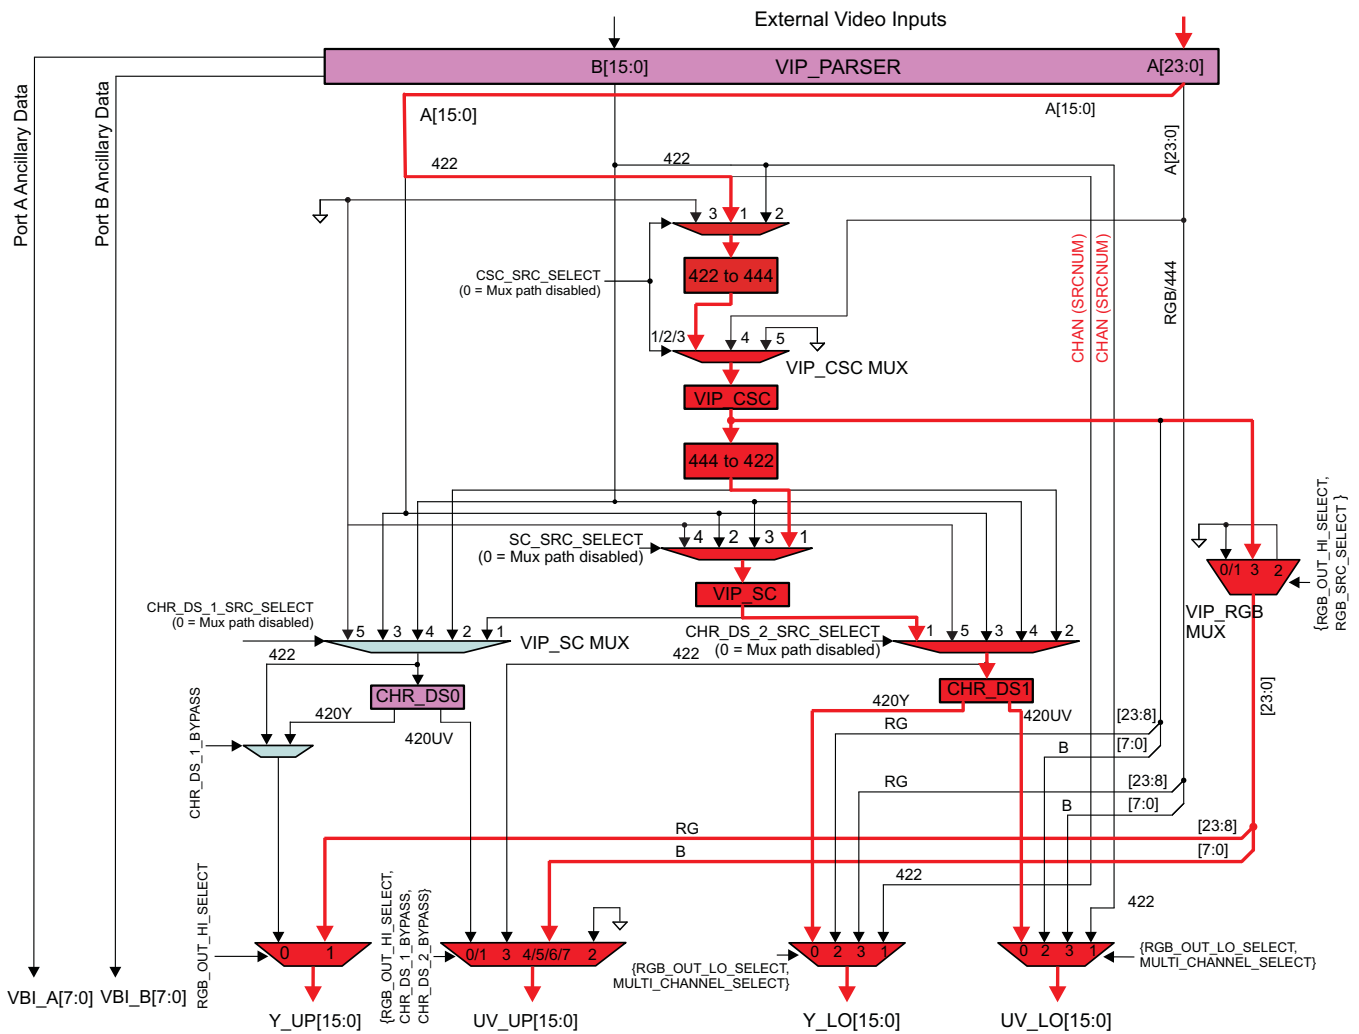 External Video Inputs
B[15:0]
VIP_PARSER
A[23:0]
A[15:0]
A[15:0]
Port A Ancillary Data
Port B Ancillary Data
A[23:0]
422
422
3
1
2
CSC_SRC_SELECT
(0 = Mux path disabled)
422 to 444
CHAN (SRCNUM)
CHAN (SRCNUM)
RGB/444
1/2/3
4
5
VIP_CSC MUX
VIP_CSC
444 to 422
SC_SRC_SELECT
(0 = Mux path disabled)
4
2
3
1
{RGB_OUT_HI_SELECT,
RGB_SRC_SELECT }
0/1
3
2
VIP_RGB
MUX
VIP_SC
CHR_DS_1_SRC_SELECT
(0 = Mux path disabled)
5
3
4
2
1
VIP_SC MUX
CHR_DS_2_SRC_SELECT
(0 = Mux path disabled)
1
5
3
4
2
422
422
CHR_DS0
CHR_DS1
[23:0]
CHR_DS_1_BYPASS
420Y
420UV
420Y
420UV
RG
[23:8]
B
[7:0]
RG
[23:8]
B
[7:0]
RG
[23:8]
B
[7:0]
422
422
RGB_OUT_HI_SELECT
0
1
{RGB_OUT_HI_SELECT,
CHR_DS_1_BYPASS,
CHR_DS_2_BYPASS}
0/1
3
4/5/6/7
2
{RGB_OUT_LO_SELECT,
MULTI_CHANNEL_SELECT}
0
2
3
1
0
2
3
1
{RGB_OUT_LO_SELECT,
MULTI_CHANNEL_SELECT}
VBI_A[7:0]
VBI_B[7:0]
Y_UP[15:0]
UV_UP[15:0]
Y_LO[15:0]
UV_LO[15:0]